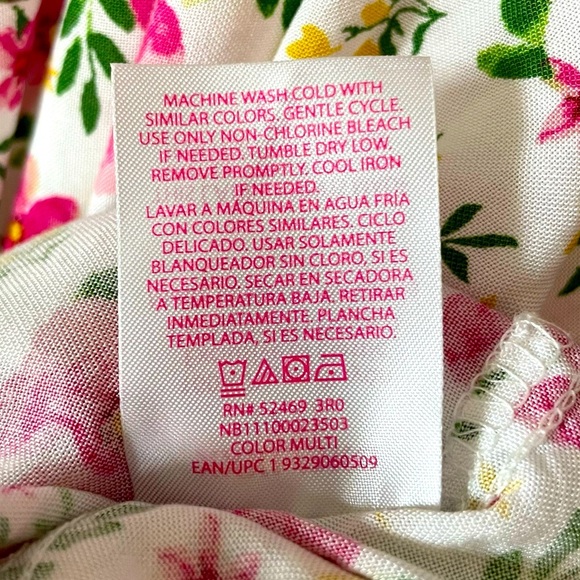 MACHINE WASH COLD WITH
SIMILAR COLORS. GENTLE CYCLE.
USE ONLY NON-CHLORINE BLEACH
IF NEEDED. TUMBLE DRY LOW.
REMOVE PROMPTLY. COOL IRON
IF NEEDED.
LAVAR A MÁQUINA EN AGUA FRÍA
CON COLORES SIMILARES. CICLO
DELICADO. USAR SOLAMENTE
BLANQUEADOR SIN CLORO, SI ES
NECESARIO. SECAR EN SECADORA
A TEMPERATURA BAJA. RETIRAR
INMEDIATAMENTE. PLANCHA
TEMPLADA, SI ES NECESARIO.
RN# 52469 3R0
NB11100023503
COLOR MULTI
EAN/UPC 1 9329060509